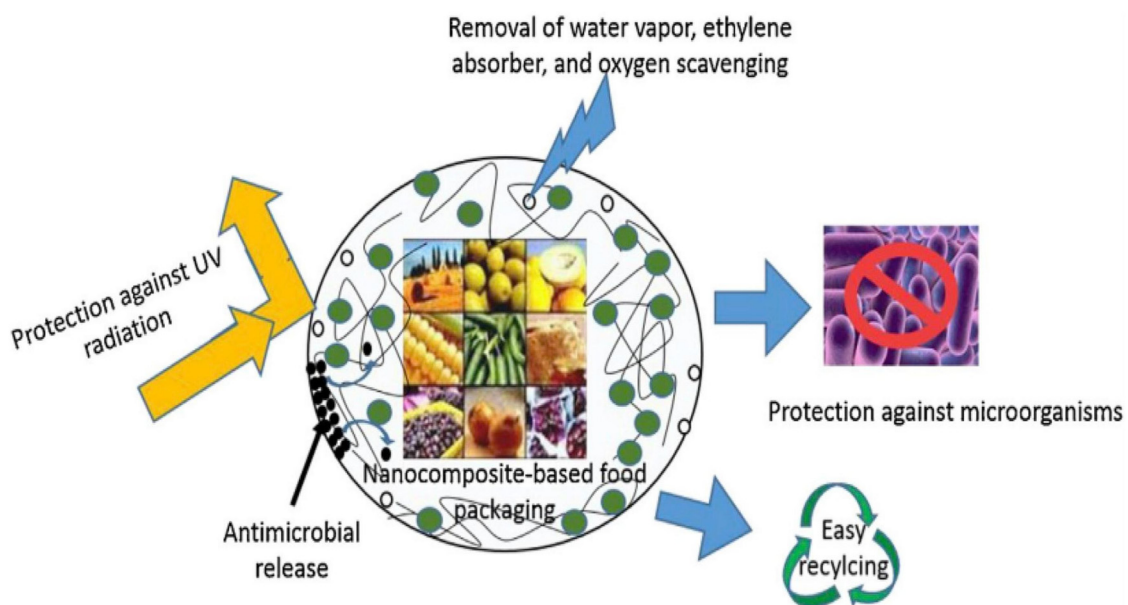 Removal of water vapor, ethylene
absorber, and oxygen scavenging
Protection against UV
radiation
Protection against microorganisms
Nanocomposite-based food
packaging
Antimicrobial
release
Easy
recylcing